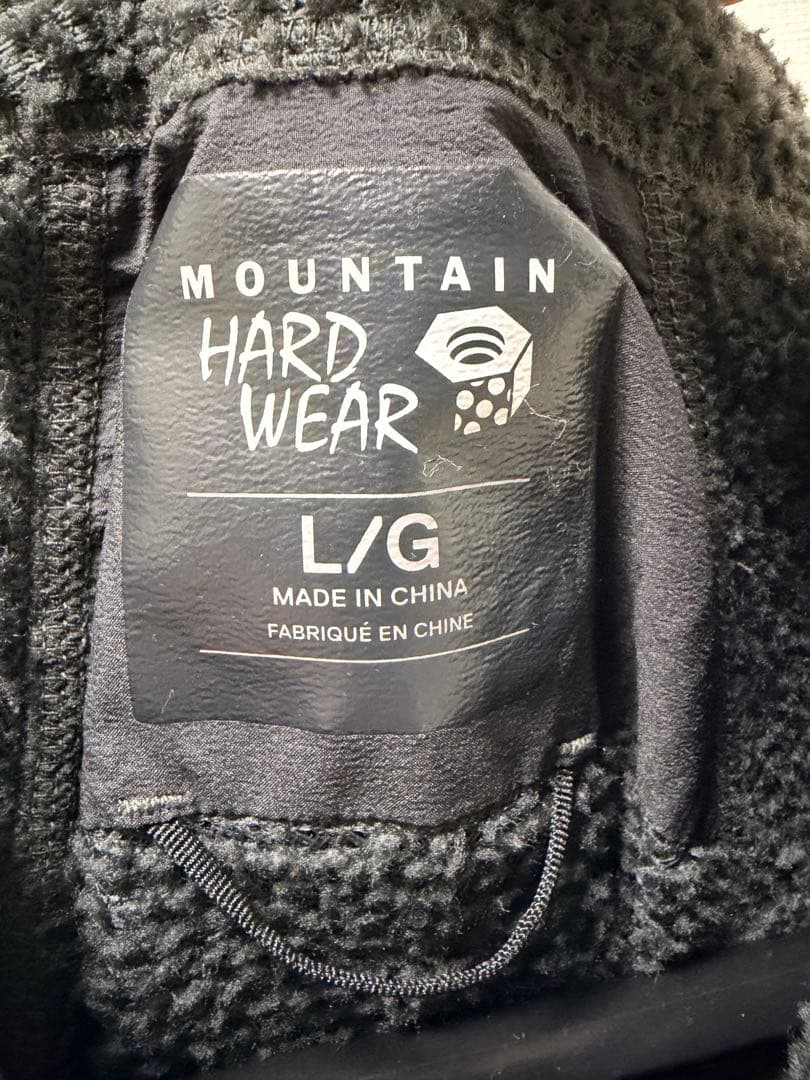 MOUNTAIN
HARD
WEAR
L/G
MADE IN CHINA
FABRIQUÉ EN CHINE